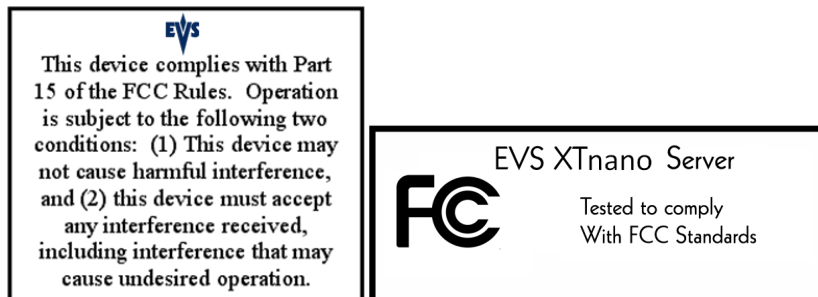 EVS
This device complies with Part
15 of the FCC Rules.  Operation
is subject to the following two
conditions:  (1) This device may
not cause harmful interference,
and (2) this device must accept
any interference received,
including interference that may
cause undesired operation.
EVS XTnano Server
FC
Tested to comply
With FCC Standards